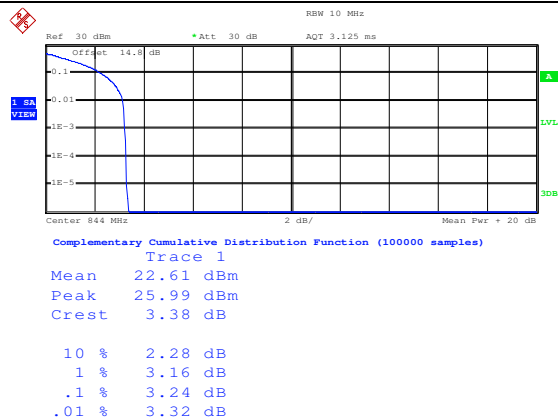 R S
RBW 10 MHz
Ref 30 dBm *Att 30 dB AQT 3.125 ms
Offset 14.8 dB
0.1
A
0.01
1 SA
VIEW
1E-3
LVL
1E-4
1E-5
3DB
Center 844 MHz 2 dB/ Mean Pwr + 20 dB
Complementary Cumulative Distribution Function (100000 samples)
Trace 1
Mean 22.61 dBm
Peak 25.99 dBm
Crest 3.38 dB
10 % 2.28 dB
1 % 3.16 dB
.1 % 3.24 dB
.01 % 3.32 dB